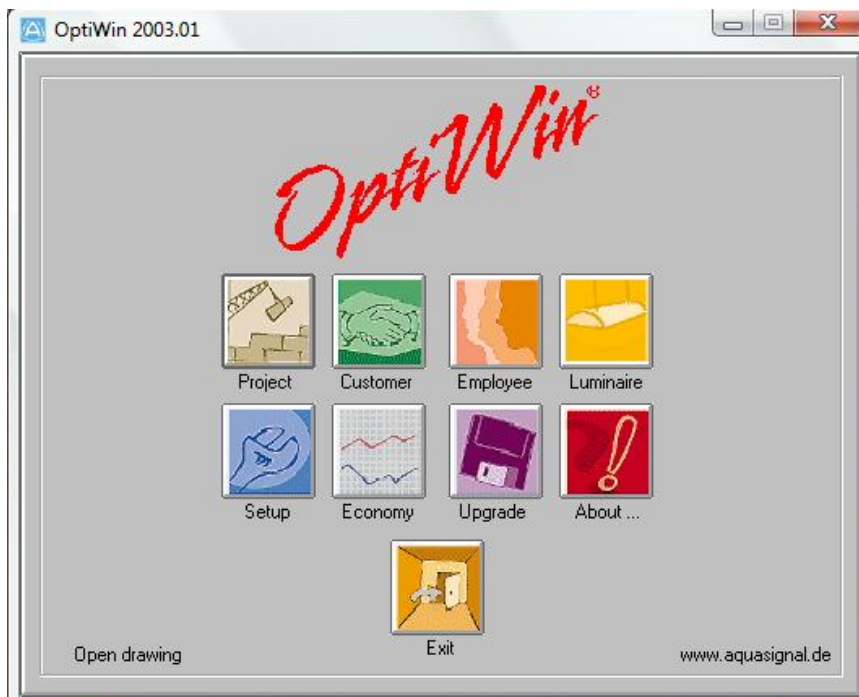 OptiWin 2003.01
OptiWin®
Project Customer Employee Luminaire
Setup Economy Upgrade About ...
Exit
Open drawing www.aquasignal.de